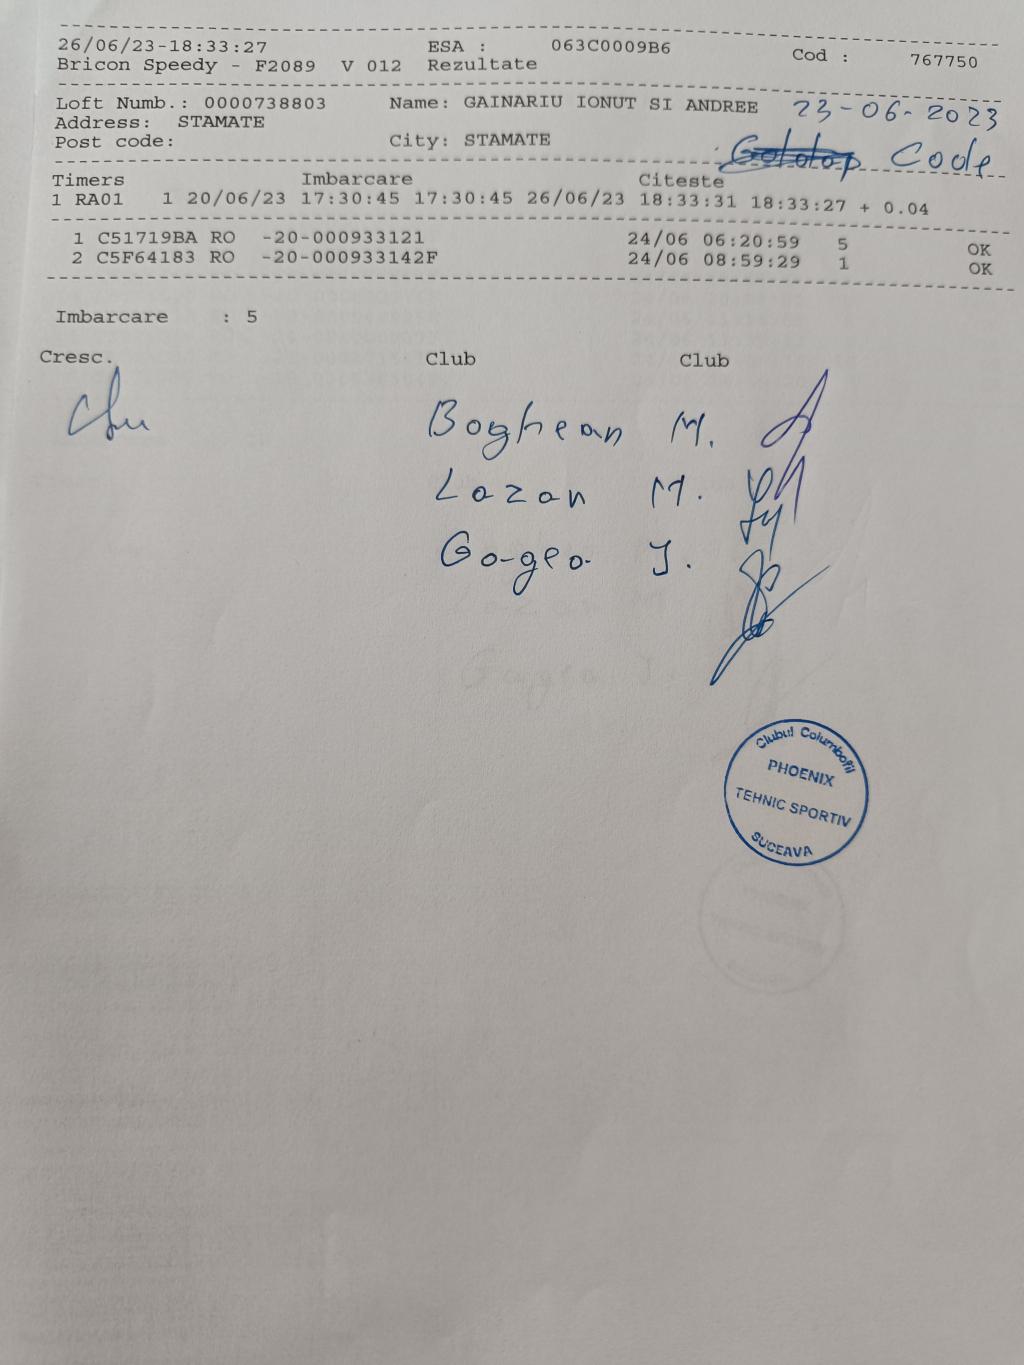 26/06/23-18:33:27 ESA : 063C0009B6 Cod : 767750
Bricon Speedy - F2089 V 012 Rezultate
Loft Numb.: 0000738803 Name: GAINARIU IONUT SI ANDREE 23-06-2023
Address: STAMATE
Post code: City: STAMATE
Code
Timers Imbarcare Citeste
1 RA01 1 20/06/23 17:30:45 17:30:45 26/06/23 18:33:31 18:33:27 + 0.04
1 C51719BA RO -20-000933121 24/06 06:20:59 5 OK
2 C5F64183 RO -20-000933142F 24/06 08:59:29 1 OK
Imbarcare : 5
Cresc. Club Club
Boghean M.
Lazan M.
Gagea I.
Clubul Columbofil
PHOENIX
TEHNIC SPORTIV
SUCEAVA